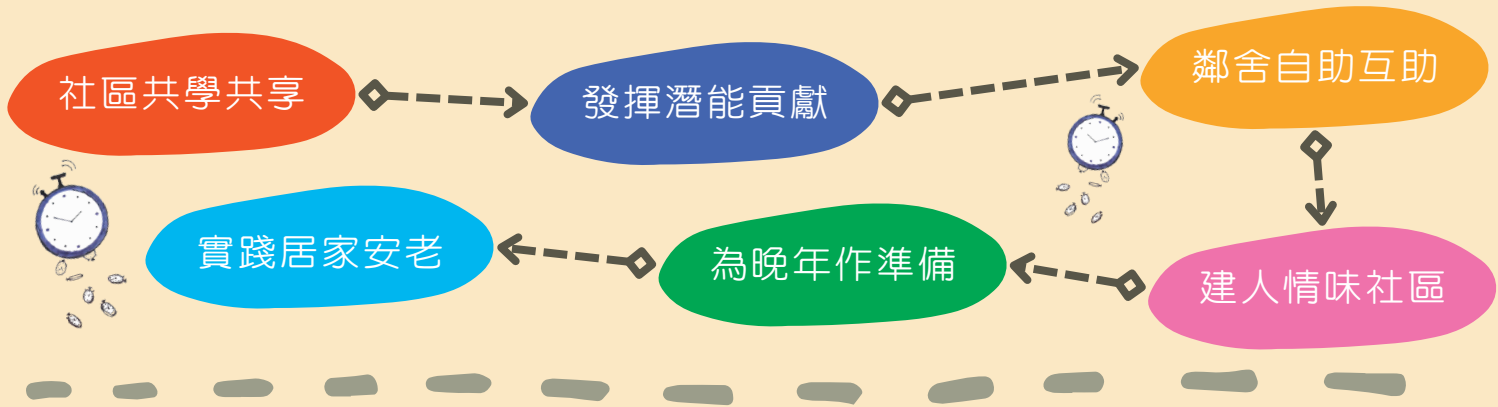 社區共學共享
發揮潛能貢獻
鄰舍自助互助
建人情味社區
為晚年作準備
實踐居家安老